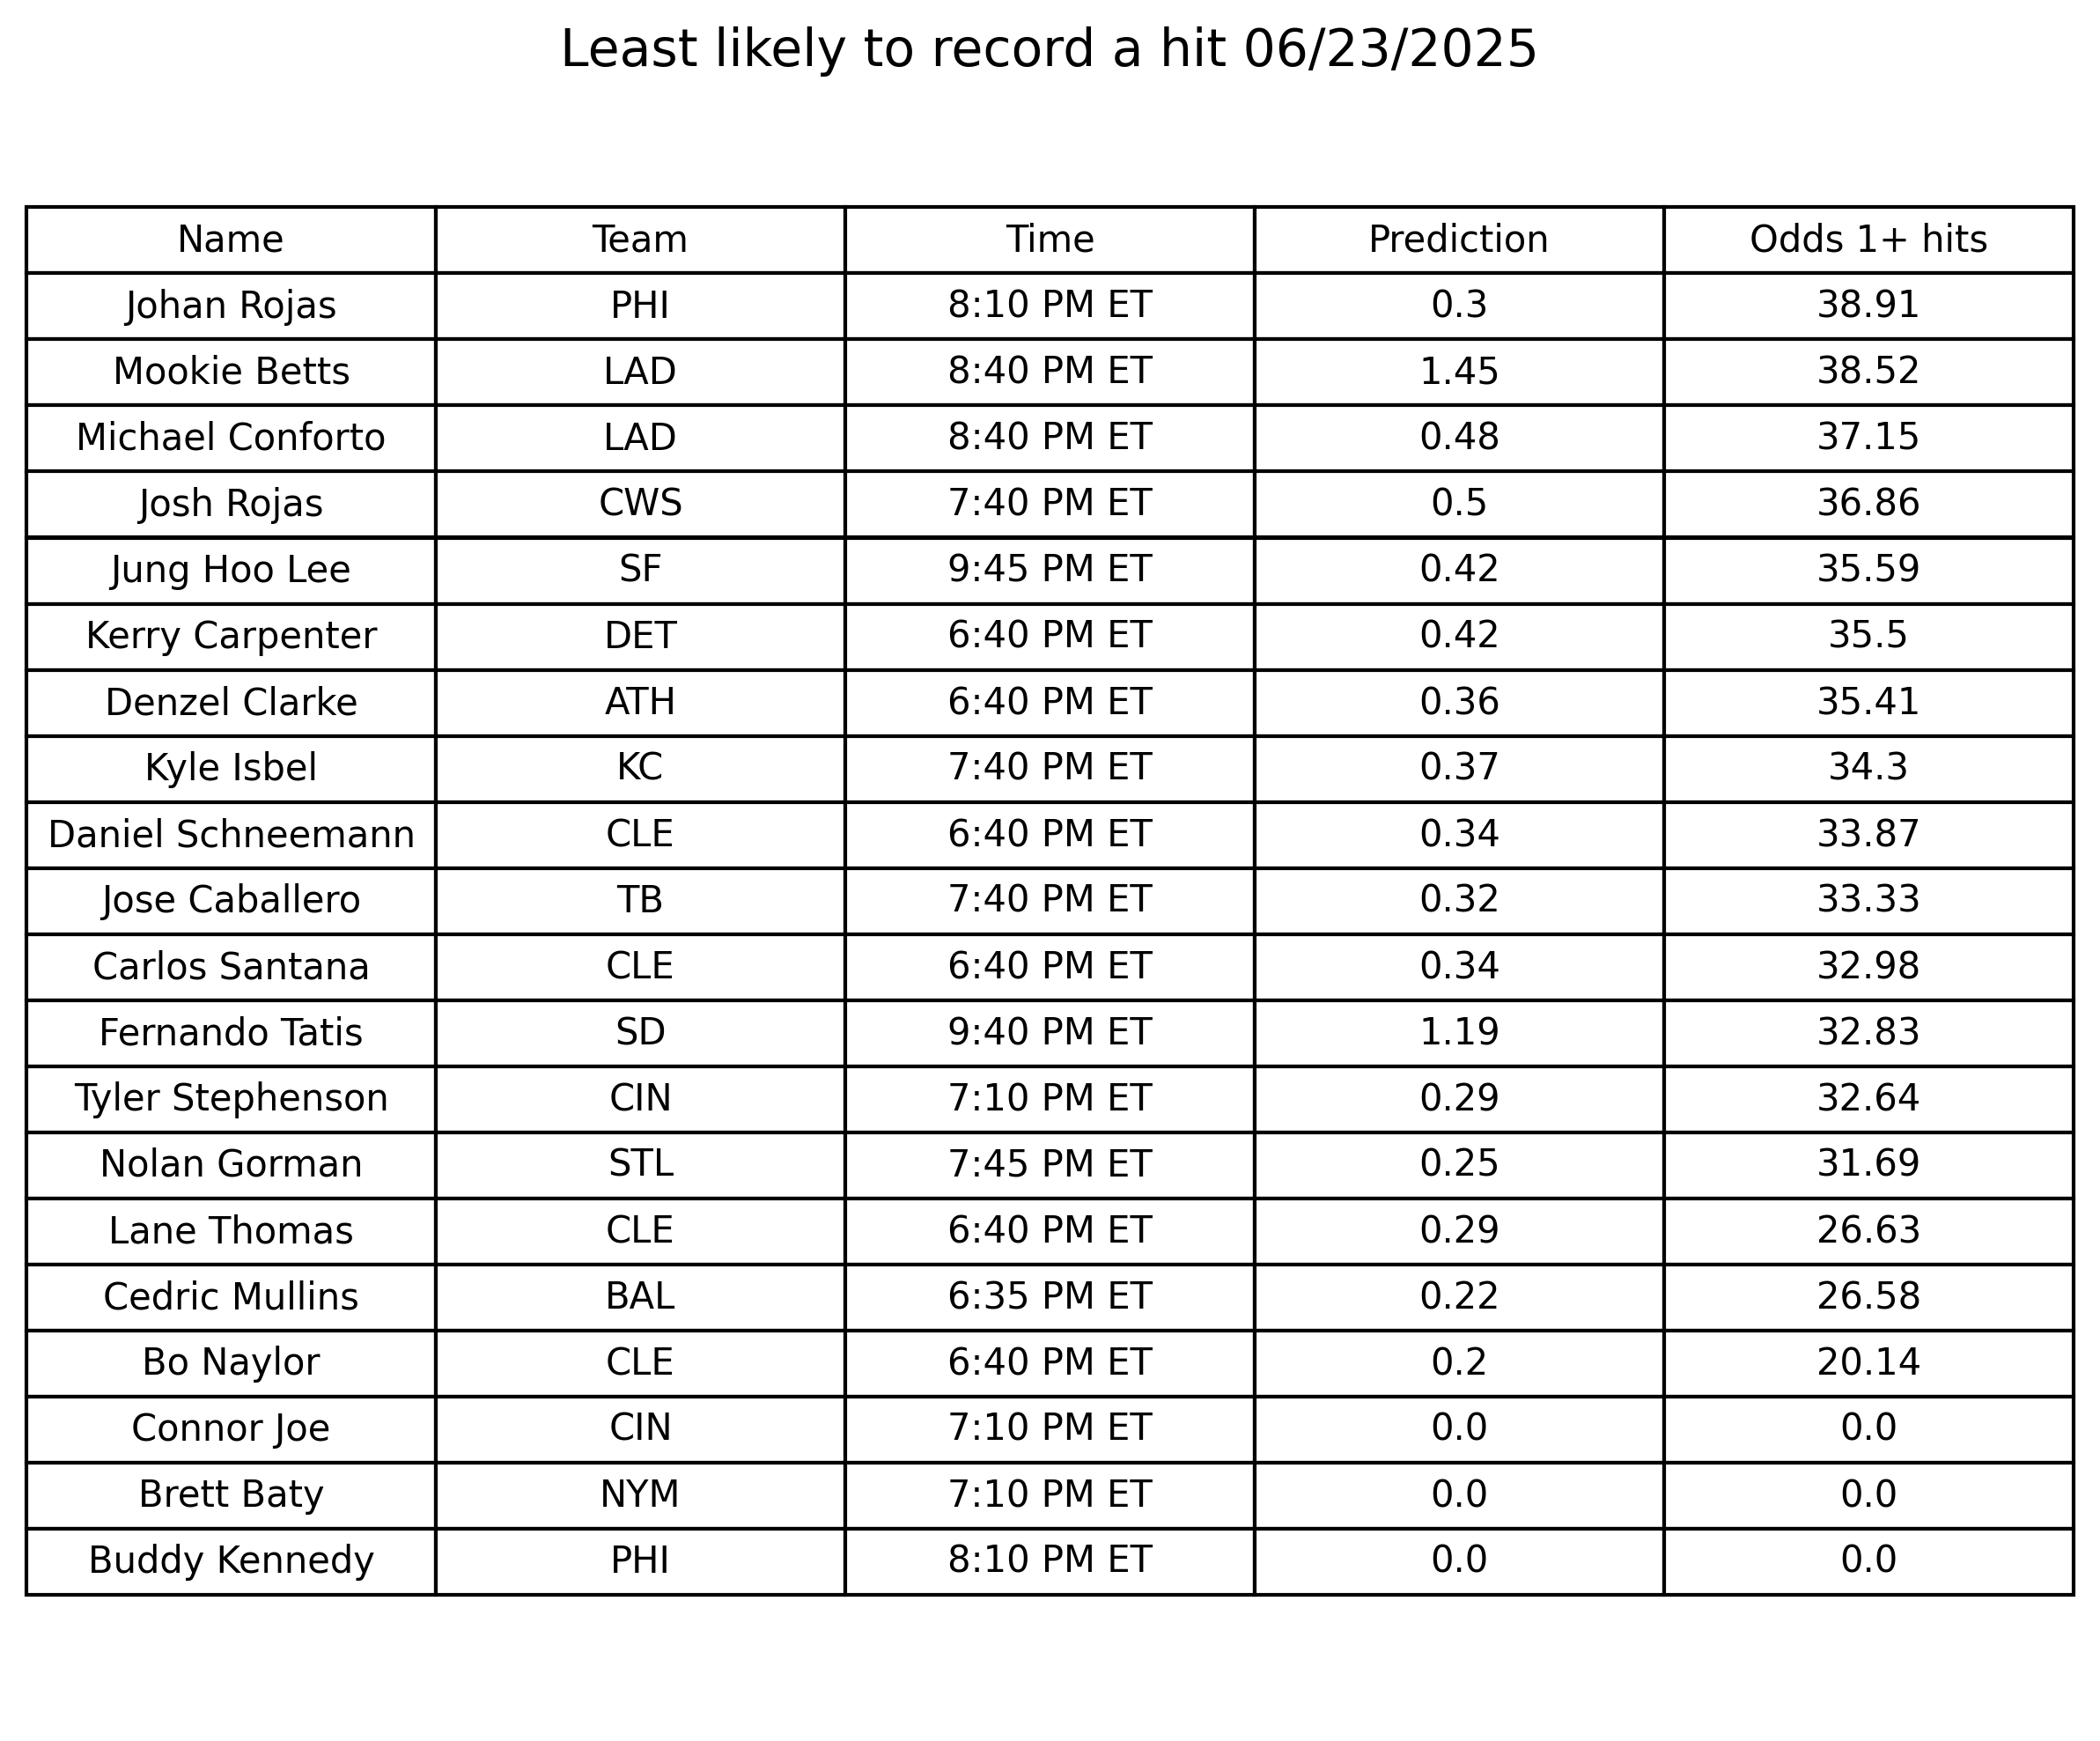 Least likely to record a hit 06/23/2025
Name Team Time Prediction Odds 1+ hits
Johan Rojas PHI 8:10 PM ET 0.3 38.91
Mookie Betts LAD 8:40 PM ET 1.45 38.52
Michael Conforto LAD 8:40 PM ET 0.48 37.15
Josh Rojas CWS 7:40 PM ET 0.5 36.86
Jung Hoo Lee SF 9:45 PM ET 0.42 35.59
Kerry Carpenter DET 6:40 PM ET 0.42 35.5
Denzel Clarke ATH 6:40 PM ET 0.36 35.41
Kyle Isbel KC 7:40 PM ET 0.37 34.3
Daniel Schneemann CLE 6:40 PM ET 0.34 33.87
Jose Caballero TB 7:40 PM ET 0.32 33.33
Carlos Santana CLE 6:40 PM ET 0.34 32.98
Fernando Tatis SD 9:40 PM ET 1.19 32.83
Tyler Stephenson CIN 7:10 PM ET 0.29 32.64
Nolan Gorman STL 7:45 PM ET 0.25 31.69
Lane Thomas CLE 6:40 PM ET 0.29 26.63
Cedric Mullins BAL 6:35 PM ET 0.22 26.58
Bo Naylor CLE 6:40 PM ET 0.2 20.14
Connor Joe CIN 7:10 PM ET 0.0 0.0
Brett Baty NYM 7:10 PM ET 0.0 0.0
Buddy Kennedy PHI 8:10 PM ET 0.0 0.0